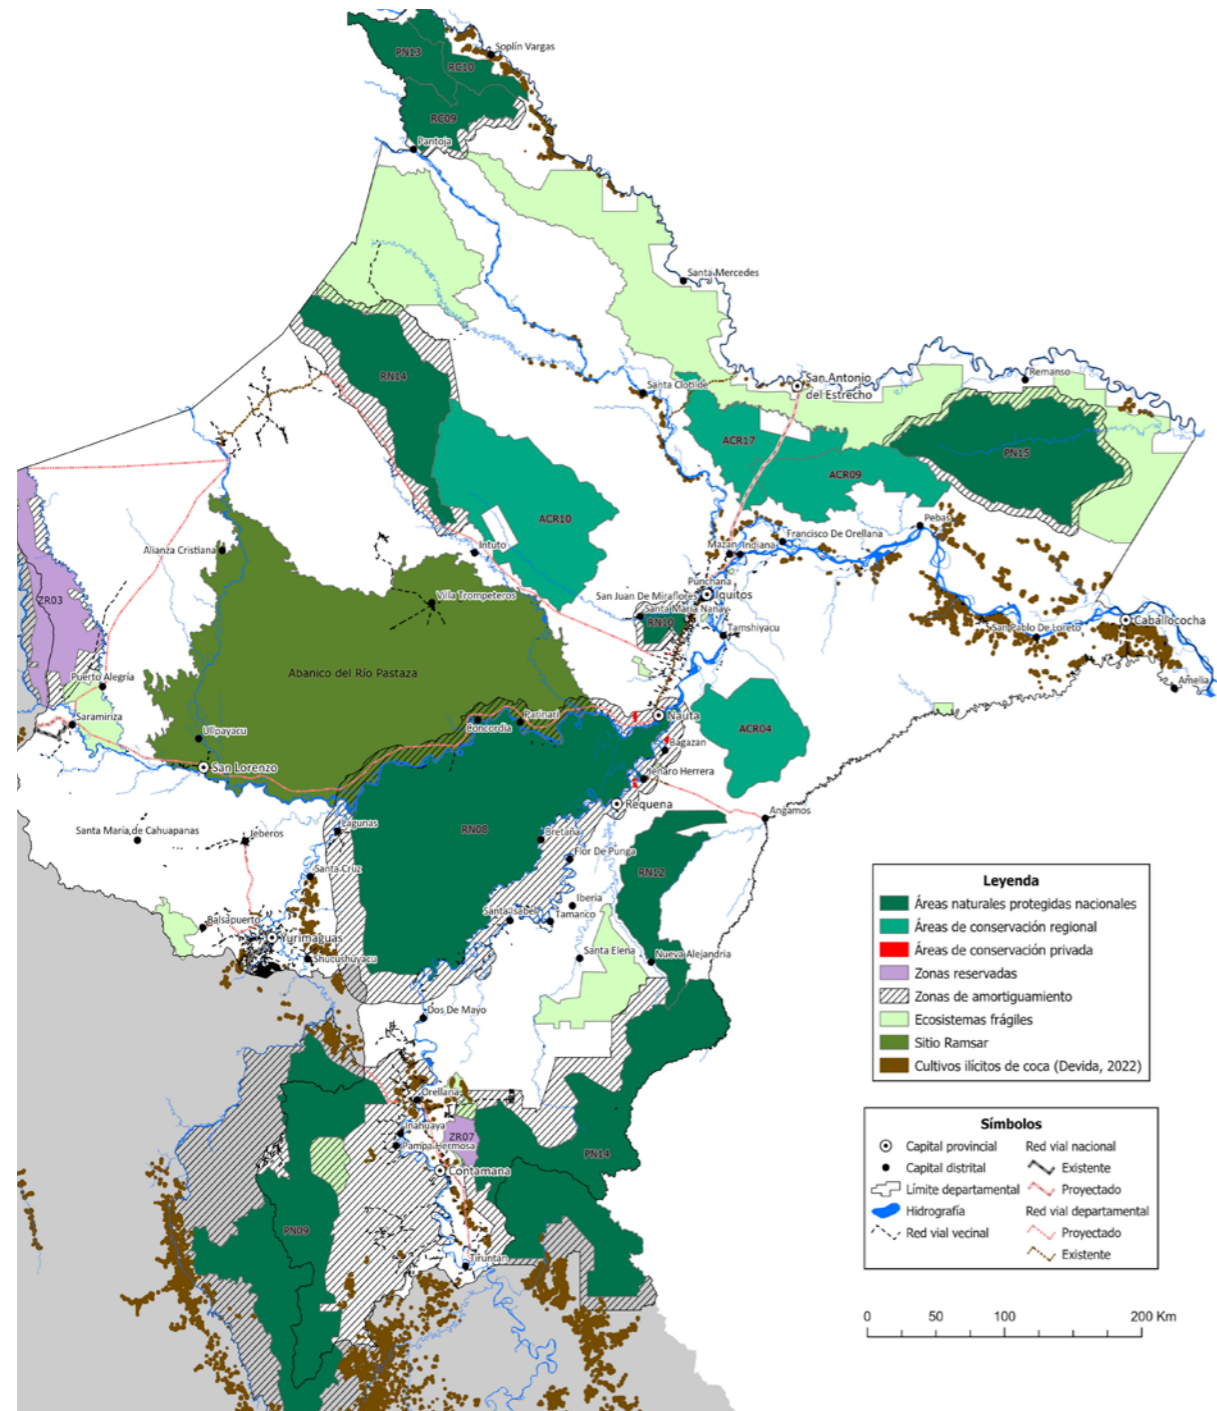 Soplín Vargas
PN13
RC10
RC09
Pantoja
Santa Mercedes
RN14
Santa Clotilde
San Antonio
del Estrecho
Remanso
ACR17
ACR09
PN15
ACR10
Pebas
Francisco De Orellana
Mazán
Indiana
Intuto
Alianza Cristiana
Punchana
Iquitos
San Juan De Miraflores
Santa María Nanay
RN10
Villa Trompeteros
ZR03
Tamshiyacu
San Pablo De Loreto
Caballococha
Amelia
Abanico del Río Pastaza
Puerto Alegría
Saramiriza
Ullpayacu
San Lorenzo
Parinari
Concordia
Nauta
Bagazan
ACR04
Jenaro Herrera
Requena
Angamos
Santa María de Cahuapanas
Jeberos
Lagunas
RN08
Bretaña
Flor De Punga
RN12
Santa Cruz
Iberia
Tamanco
Santa Isabel
Balsapuerto
Yurimaguas
Shucushuyacu
Santa Elena
Nueva Alejandria
Dos De Mayo
Orellana
Inahuaya
Pampa Hermosa
ZR07
Contamana
PN14
PN09
Tiruntan
Leyenda
Áreas naturales protegidas nacionales
Áreas de conservación regional
Áreas de conservación privada
Zonas reservadas
Zonas de amortiguamiento
Ecosistemas frágiles
Sitio Ramsar
Cultivos ilícitos de coca (Devida, 2022)
Símbolos
Capital provincial
Capital distrital
Límite departamental
Hidrografía
Red vial vecinal
Red vial nacional
Existente
Proyectado
Red vial departamental
Proyectado
Existente
0 50 100 200 Km